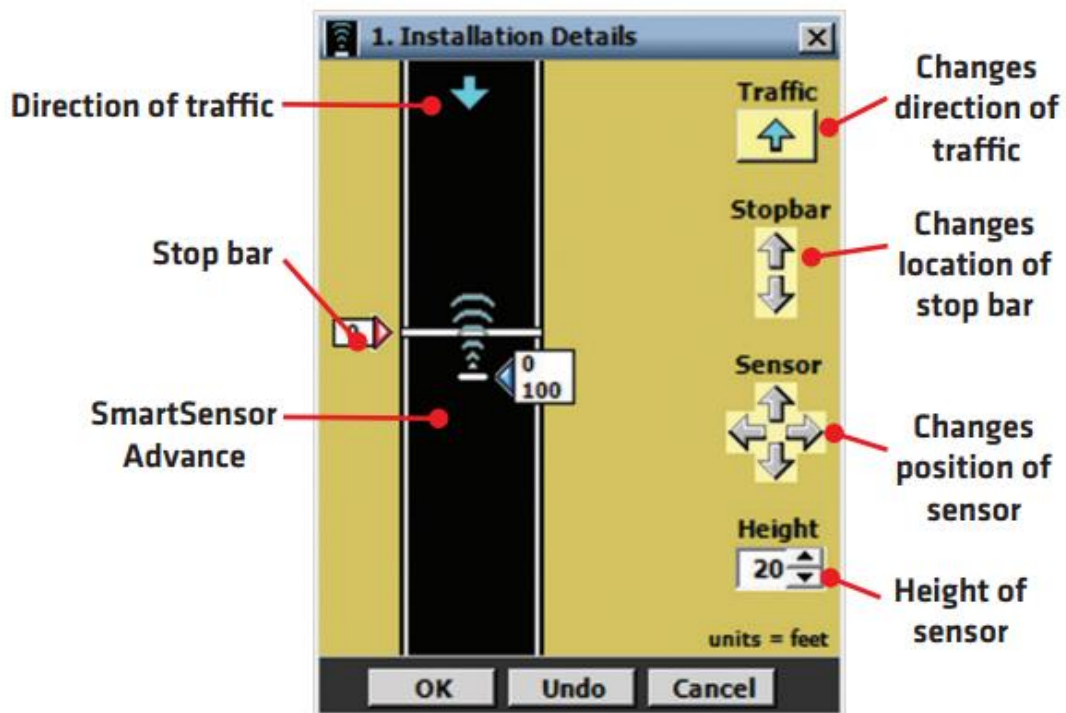 1. Installation Details
Direction of traffic
Traffic
Changes
direction of
traffic
Stopbar
Changes
location of
stop bar
Stop bar
0
100
Sensor
SmartSensor
Advance
Changes
position of
sensor
Height
20
Height of
sensor
units = feet
OK
Undo
Cancel